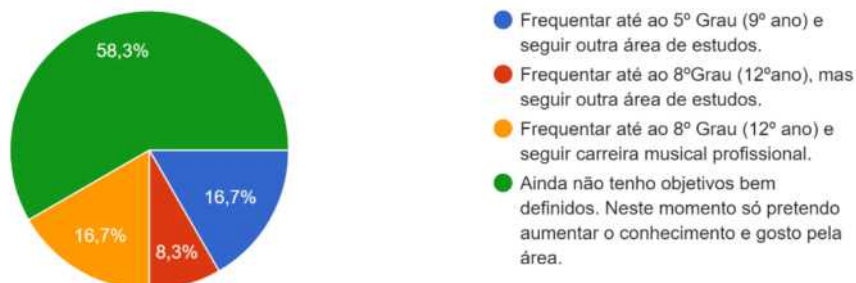 58,3%
16,7%
16,7%
8,3%
Frequentar até ao 5º Grau (9º ano) e
seguir outra área de estudos.
Frequentar até ao 8ºGrau (12ºano), mas
seguir outra área de estudos.
Frequentar até ao 8º Grau (12º ano) e
seguir carreira musical profissional.
Ainda não tenho objetivos bem
definidos. Neste momento só pretendo
aumentar o conhecimento e gosto pela
área.